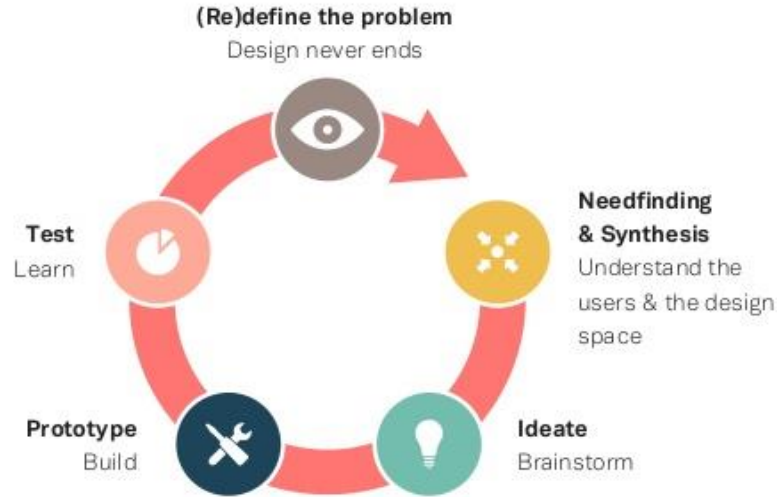 (Re)define the problem
Design never ends
Needfinding
& Synthesis
Understand the
users & the design
space
Ideate
Brainstorm
Prototype
Build
Test
Learn